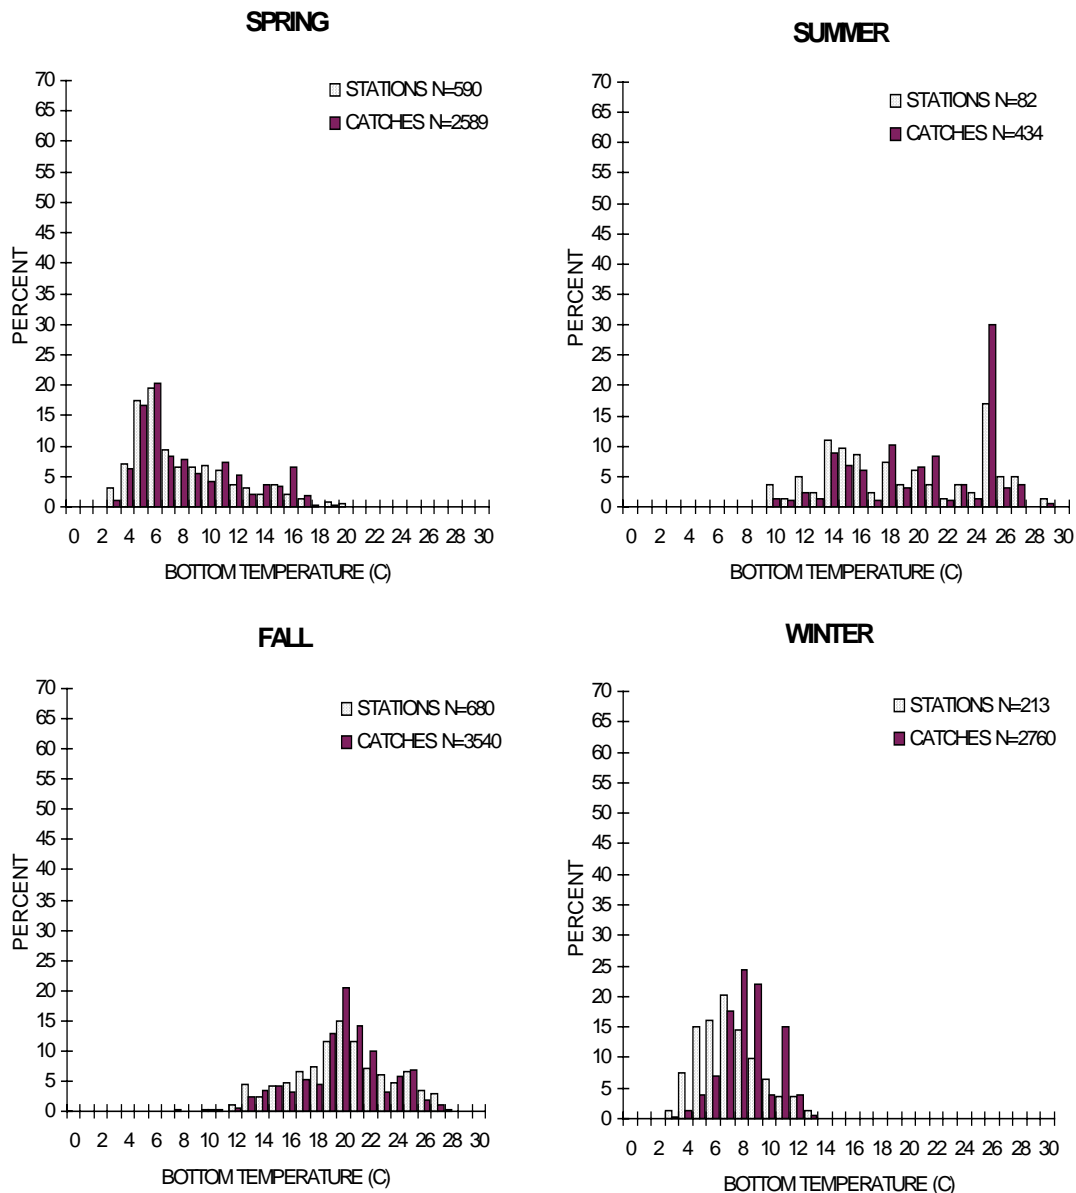 SPRING
STATIONS N=590
CATCHES N=2589
70
65
60
55
50
45
40
35
30
25
20
15
10
5
0
PERCENT
0 2 4 6 8 10 12 14 16 18 20 22 24 26 28 30
BOTTOM TEMPERATURE (C)
SUMMER
STATIONS N=82
CATCHES N=434
70
65
60
55
50
45
40
35
30
25
20
15
10
5
0
PERCENT
0 2 4 6 8 10 12 14 16 18 20 22 24 26 28 30
BOTTOM TEMPERATURE (C)
FALL
STATIONS N=680
CATCHES N=3540
70
65
60
55
50
45
40
35
30
25
20
15
10
5
0
PERCENT
0 2 4 6 8 10 12 14 16 18 20 22 24 26 28 30
BOTTOM TEMPERATURE (C)
WINTER
STATIONS N=213
CATCHES N=2760
70
65
60
55
50
45
40
35
30
25
20
15
10
5
0
PERCENT
0 2 4 6 8 10 12 14 16 18 20 22 24 26 28 30
BOTTOM TEMPERATURE (C)